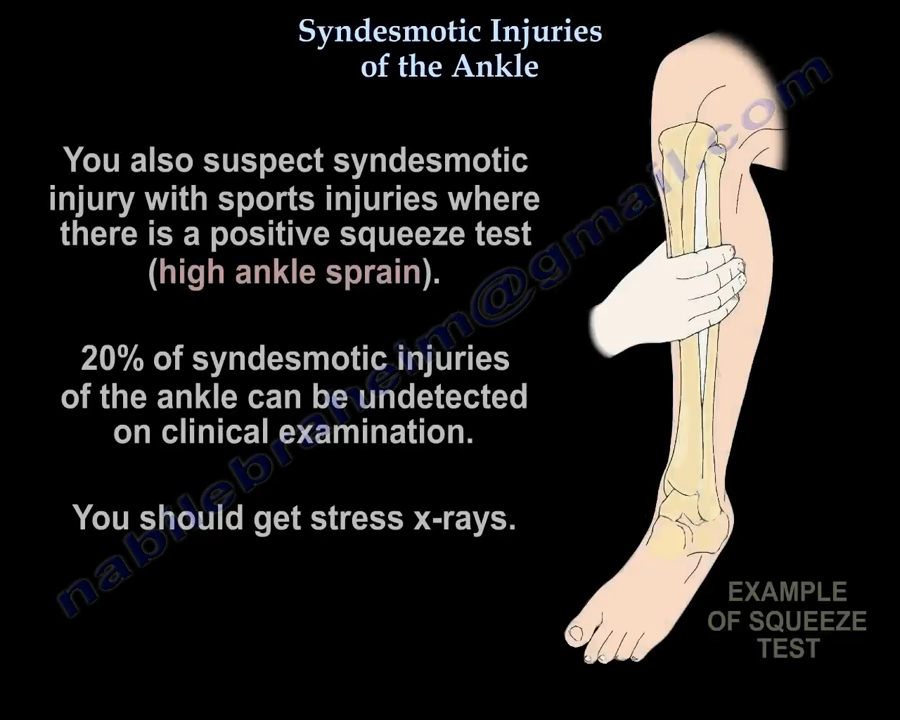 Syndesmotic Injuries
of the Ankle
You also suspect syndesmotic
injury with sports injuries where
there is a positive squeeze test
(high ankle sprain).
20% of syndesmotic injuries
of the ankle can be undetected
on clinical examination.
You should get stress x-rays.
EXAMPLE
OF SQUEEZE
TEST
nabilebraheim@gmail.com